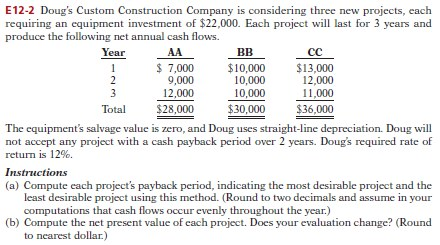 E12-2 Doug's Custom Construction Company is considering three new projects, each
requiring an equipment investment of $22,000. Each project will last for 3 years and
produce the following net annual cash flows.
Year AA BB CC
1 $ 7,000 $10,000 $13,000
2 9,000 10,000 12,000
3 12,000 10,000 11,000
Total $28,000 $30,000 $36,000
The equipment's salvage value is zero, and Doug uses straight-line depreciation. Doug will
not accept any project with a cash payback period over 2 years. Doug's required rate of
return is 12%.
Instructions
(a) Compute each project's payback period, indicating the most desirable project and the
least desirable project using this method. (Round to two decimals and assume in your
computations that cash flows occur evenly throughout the year.)
(b) Compute the net present value of each project. Does your evaluation change? (Round
to nearest dollar.)